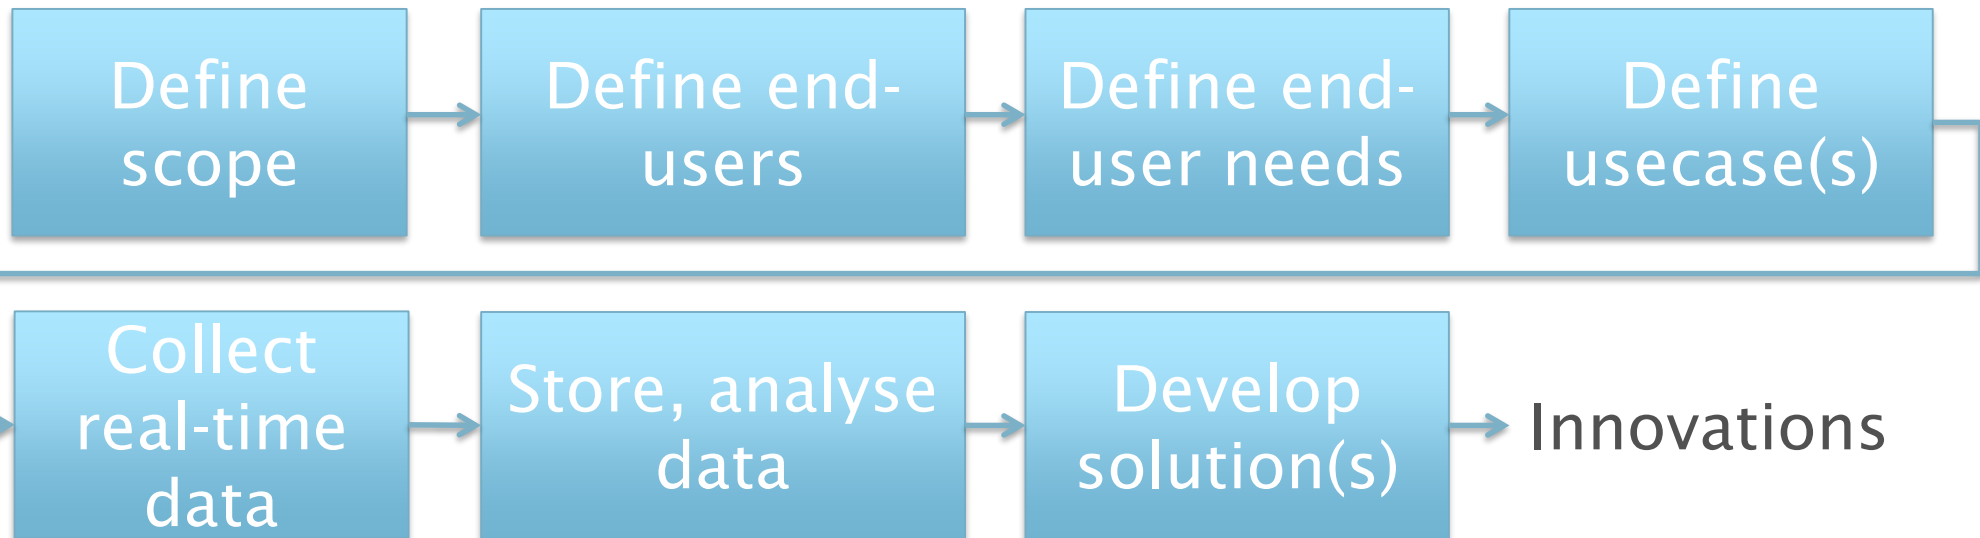 Define
scope
Define end-
users
Define end-
user needs
Define
usecase(s)
Collect
real-time
data
Store, analyse
data
Develop
solution(s)
Innovations